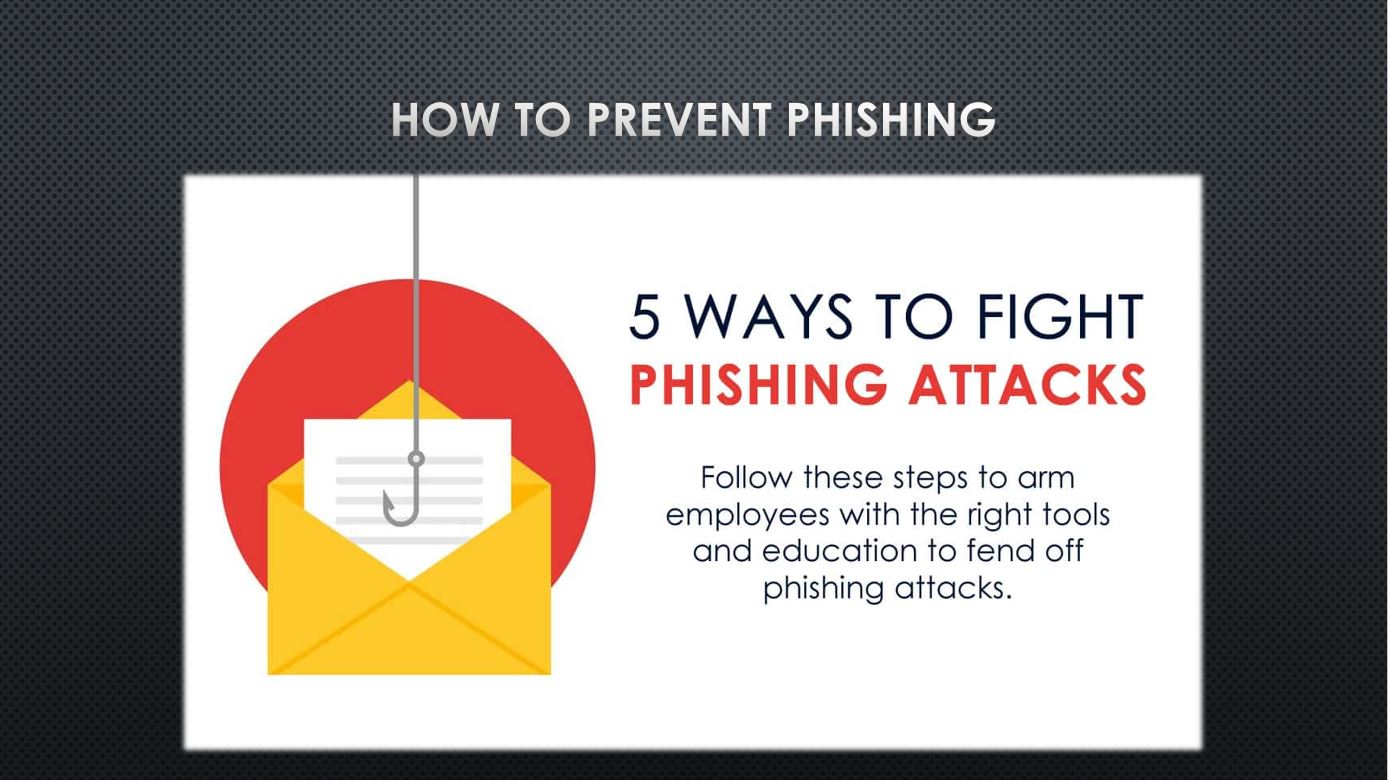 HOW TO PREVENT PHISHING
5 WAYS TO FIGHT
PHISHING ATTACKS
Follow these steps to arm
employees with the right tools
and education to fend off
phishing attacks.